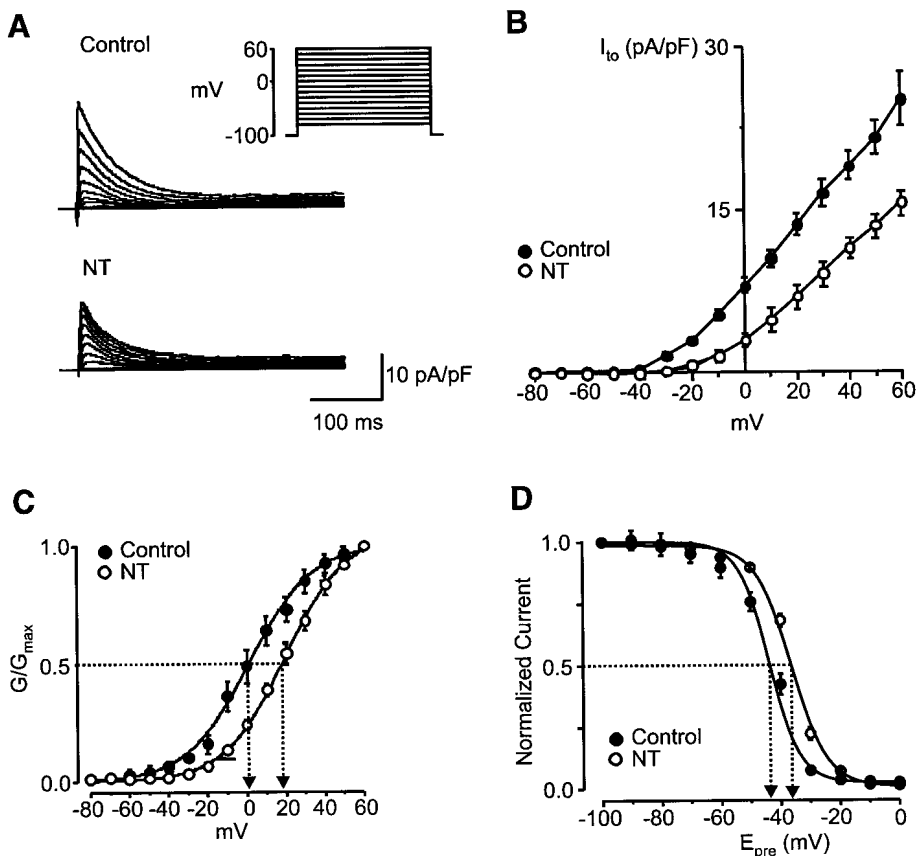 A
Control
60
mV
0
-100
NT
10 pA/pF
100 ms
B
I_to (pA/pF)
30
15
Control
NT
-80 -60 -40 -20 0 20 40 60
mV
C
Control
NT
1.0
0.5
0.0
G/G_max
-80 -60 -40 -20 0 20 40 60
mV
D
1.0
0.5
0.0
Normalized Current
Control
NT
-100 -80 -60 -40 -20 0
E_pre (mV)